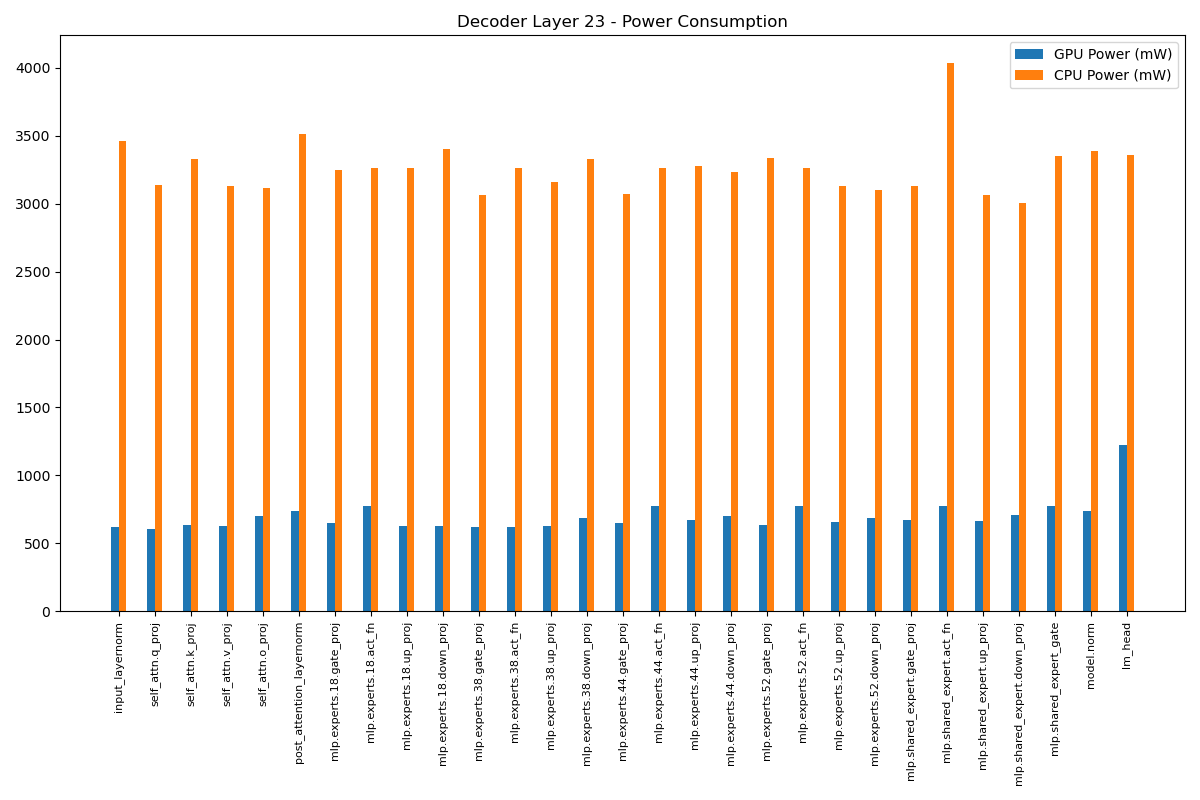 Decoder Layer 23 - Power Consumption
GPU Power (mW)
CPU Power (mW)
4000
3500
3000
2500
2000
1500
1000
500
0
input_layernorm
self_attn.q_proj
self_attn.k_proj
self_attn.v_proj
self_attn.o_proj
post_attention_layernorm
mlp.experts.18.gate_proj
mlp.experts.18.act_fn
mlp.experts.18.up_proj
mlp.experts.18.down_proj
mlp.experts.38.gate_proj
mlp.experts.38.act_fn
mlp.experts.38.up_proj
mlp.experts.38.down_proj
mlp.experts.44.gate_proj
mlp.experts.44.act_fn
mlp.experts.44.up_proj
mlp.experts.44.down_proj
mlp.experts.52.gate_proj
mlp.experts.52.act_fn
mlp.experts.52.up_proj
mlp.experts.52.down_proj
mlp.shared_expert.gate_proj
mlp.shared_expert.act_fn
mlp.shared_expert.up_proj
mlp.shared_expert.down_proj
mlp.shared_expert_gate
model.norm
lm_head